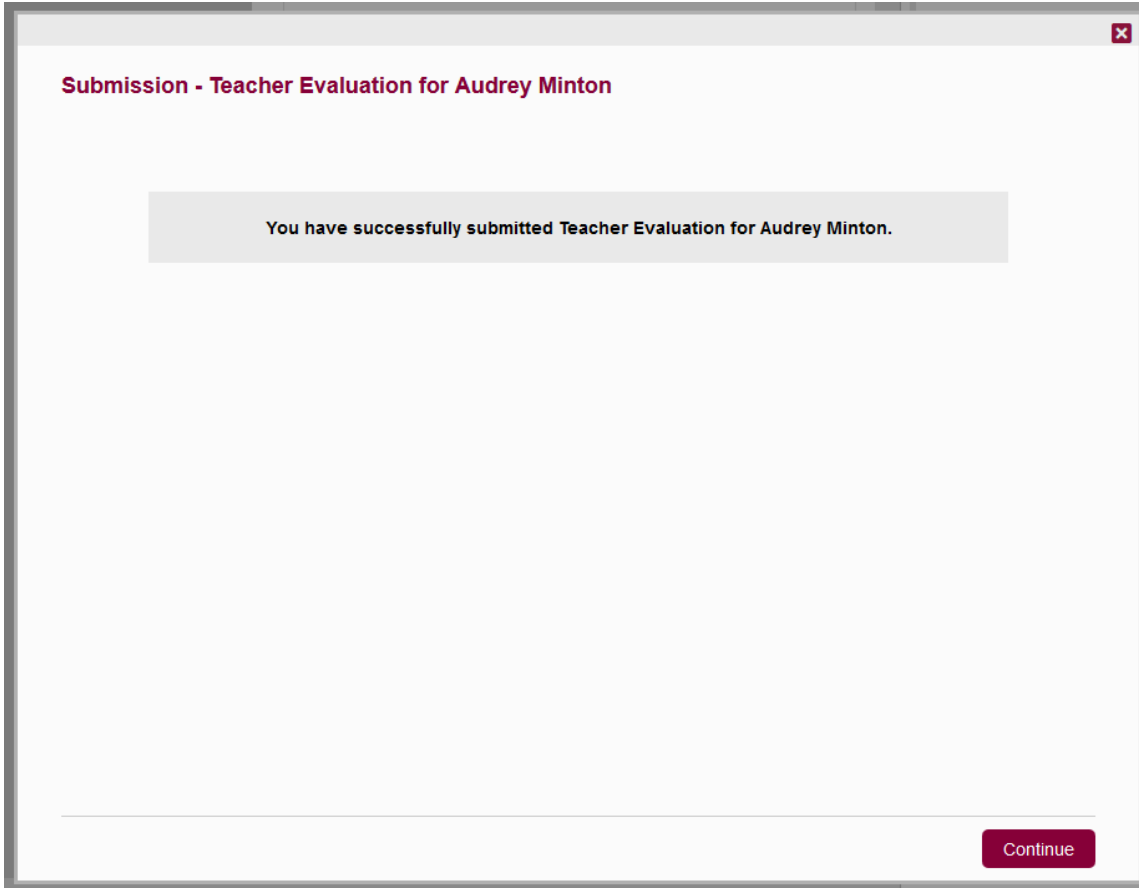 Submission - Teacher Evaluation for Audrey Minton
You have successfully submitted Teacher Evaluation for Audrey Minton.
Continue